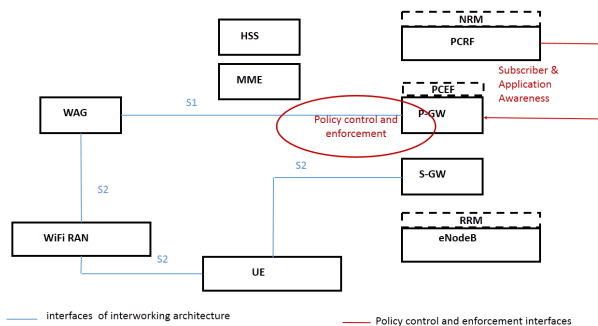 NRM
HSS
PCRF
Subscriber &
Application
Awareness
MME
PCEF
S1
WAG
P-GW
Policy control and
enforcement
S2
S-GW
S2
RRM
WiFi RAN
eNodeB
S2
UE
interfaces of interworking architecture
Policy control and enforcement interfaces